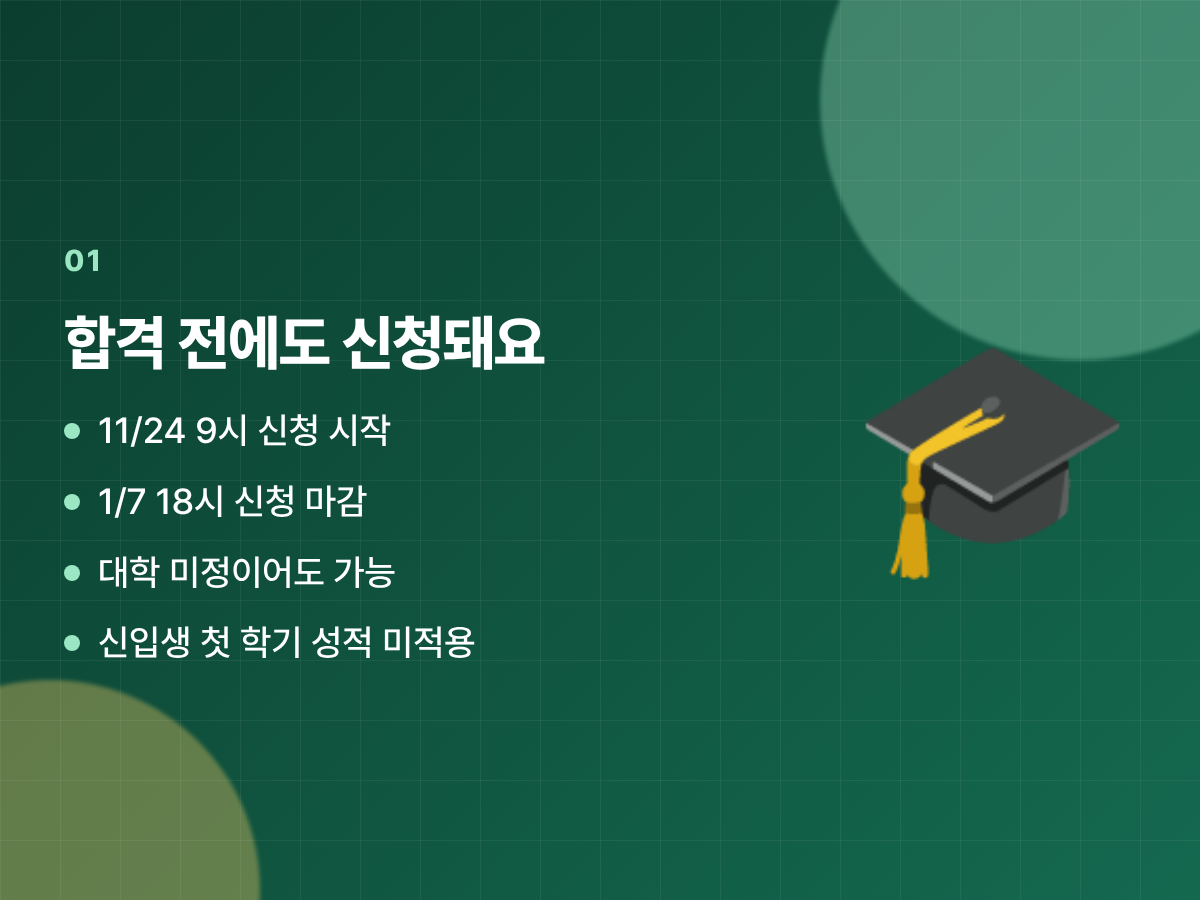 01
합격 전에도 신청돼요
11/24 9시 신청 시작
1/7 18시 신청 마감
대학 미정이어도 가능
신입생 첫 학기 성적 미적용